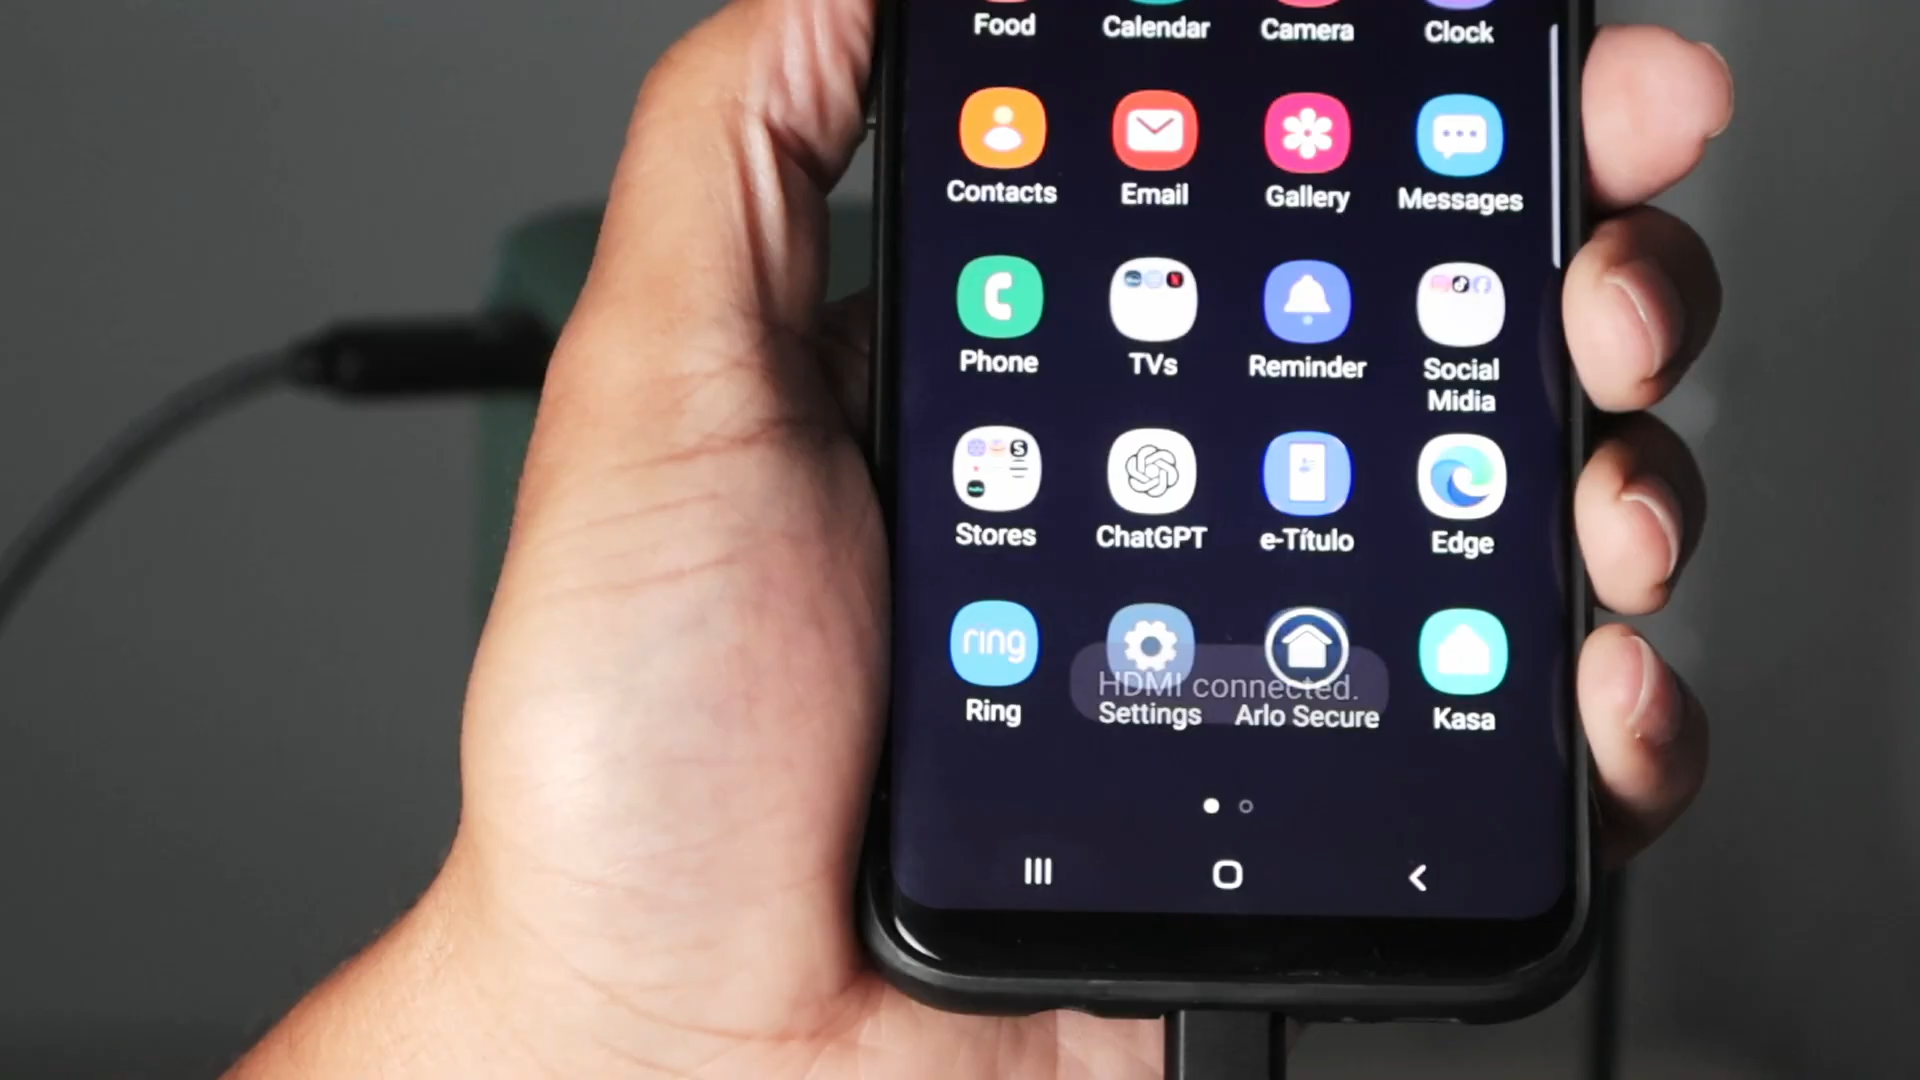 Food
Calendar
Camera
Clock
Contacts
Email
Gallery
Messages
Phone
TVs
Reminder
Social
Midia
S
Stores
ChatGPT
e-Título
Edge
ring
HDMI connected.
Ring
Settings
Arlo Secure
Kasa